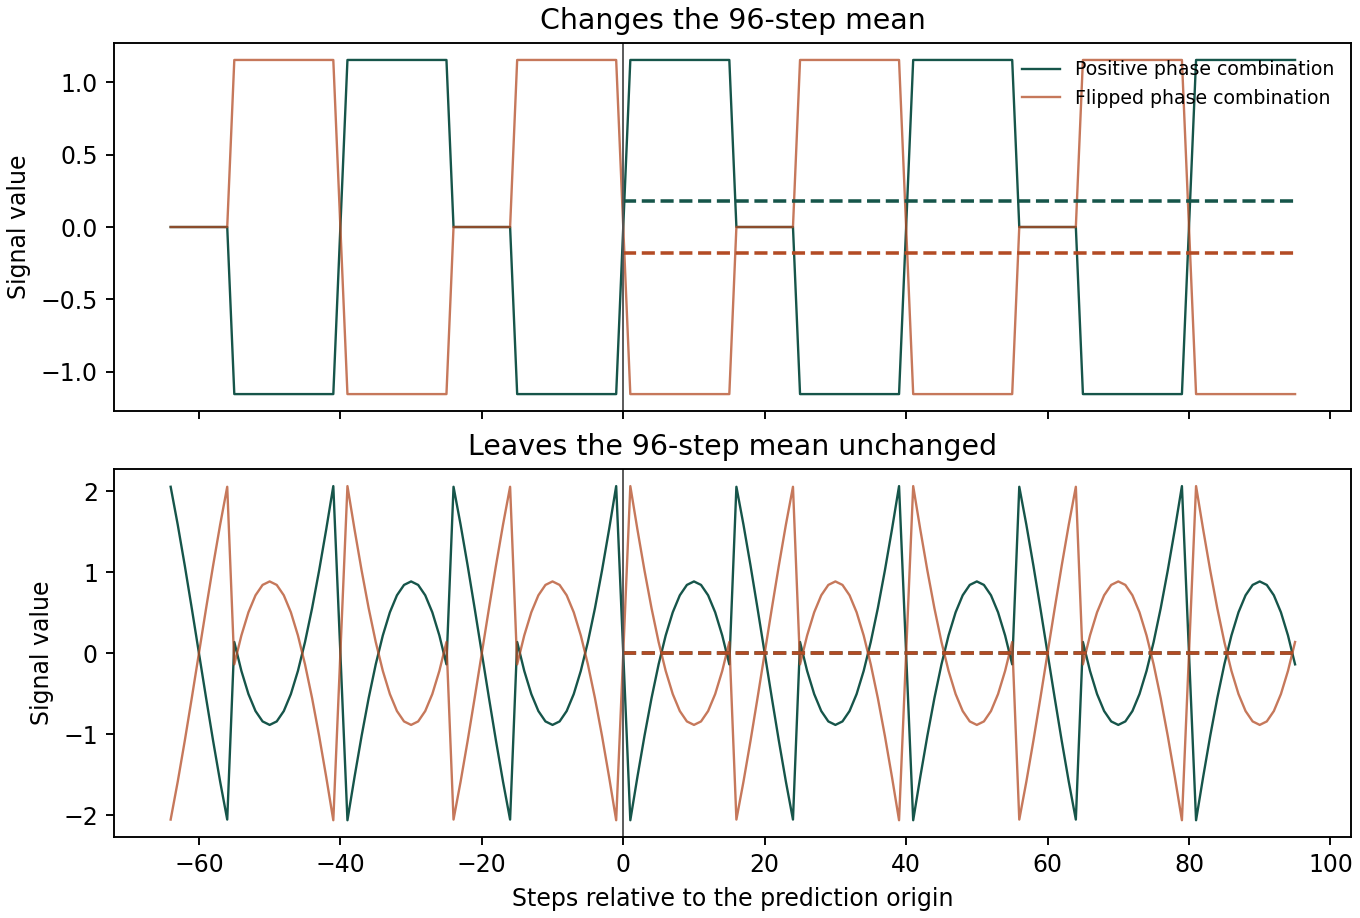 Changes the 96-step mean
Signal value
1.0
0.5
0.0
−0.5
−1.0
Positive phase combination
Flipped phase combination
Leaves the 96-step mean unchanged
Signal value
2
1
0
−1
−2
−60 −40 −20 0 20 40 60 80 100
Steps relative to the prediction origin